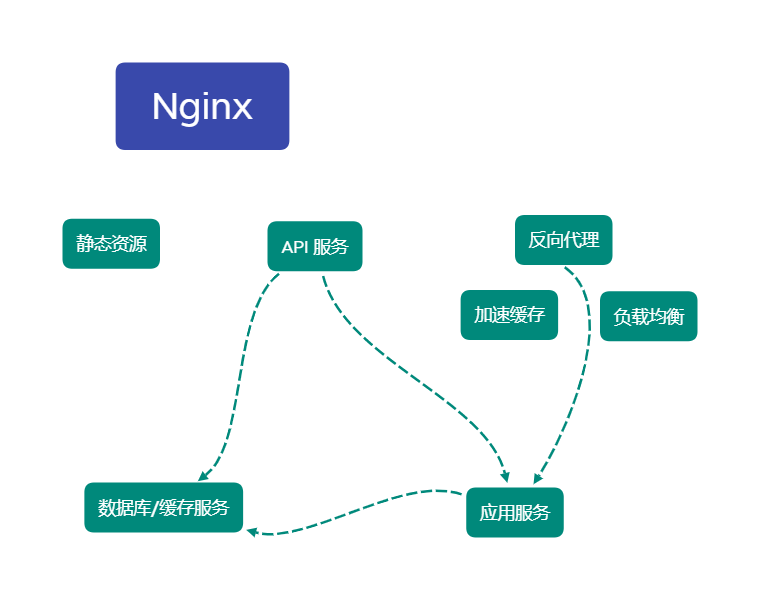 Nginx
静态资源
API 服务
反向代理
加速缓存
负载均衡
数据库/缓存服务
应用服务